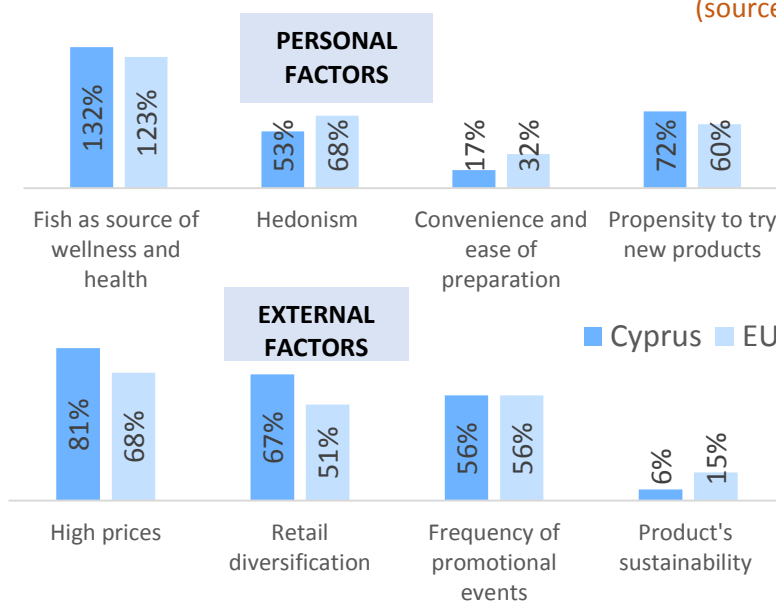 (source
PERSONAL
FACTORS
132%
123%
53%
68%
17%
32%
72%
60%
Fish as source of
wellness and
health
Hedonism
Convenience and
ease of
preparation
Propensity to try
new products
EXTERNAL
FACTORS
Cyprus
EU
81%
68%
67%
51%
56%
56%
6%
15%
High prices
Retail
diversification
Frequency of
promotional
events
Product's
sustainability